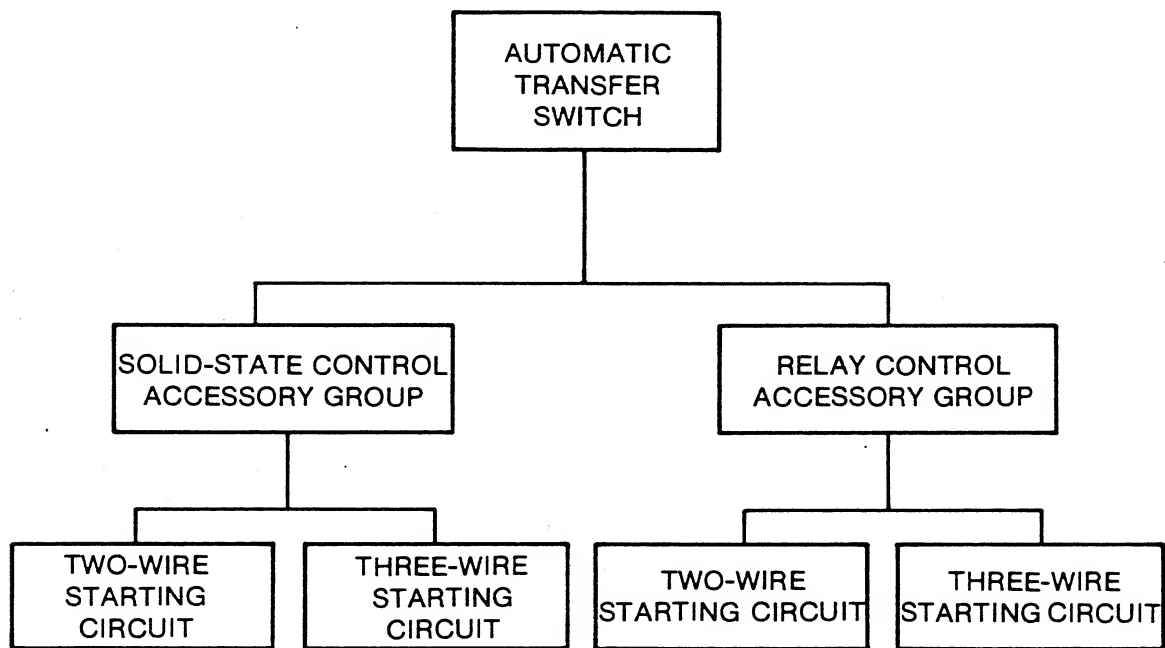 AUTOMATIC
TRANSFER
SWITCH
SOLID-STATE CONTROL
ACCESSORY GROUP
RELAY CONTROL
ACCESSORY GROUP
TWO-WIRE
STARTING
CIRCUIT
THREE-WIRE
STARTING
CIRCUIT
TWO-WIRE
STARTING CIRCUIT
THREE-WIRE
STARTING CIRCUIT